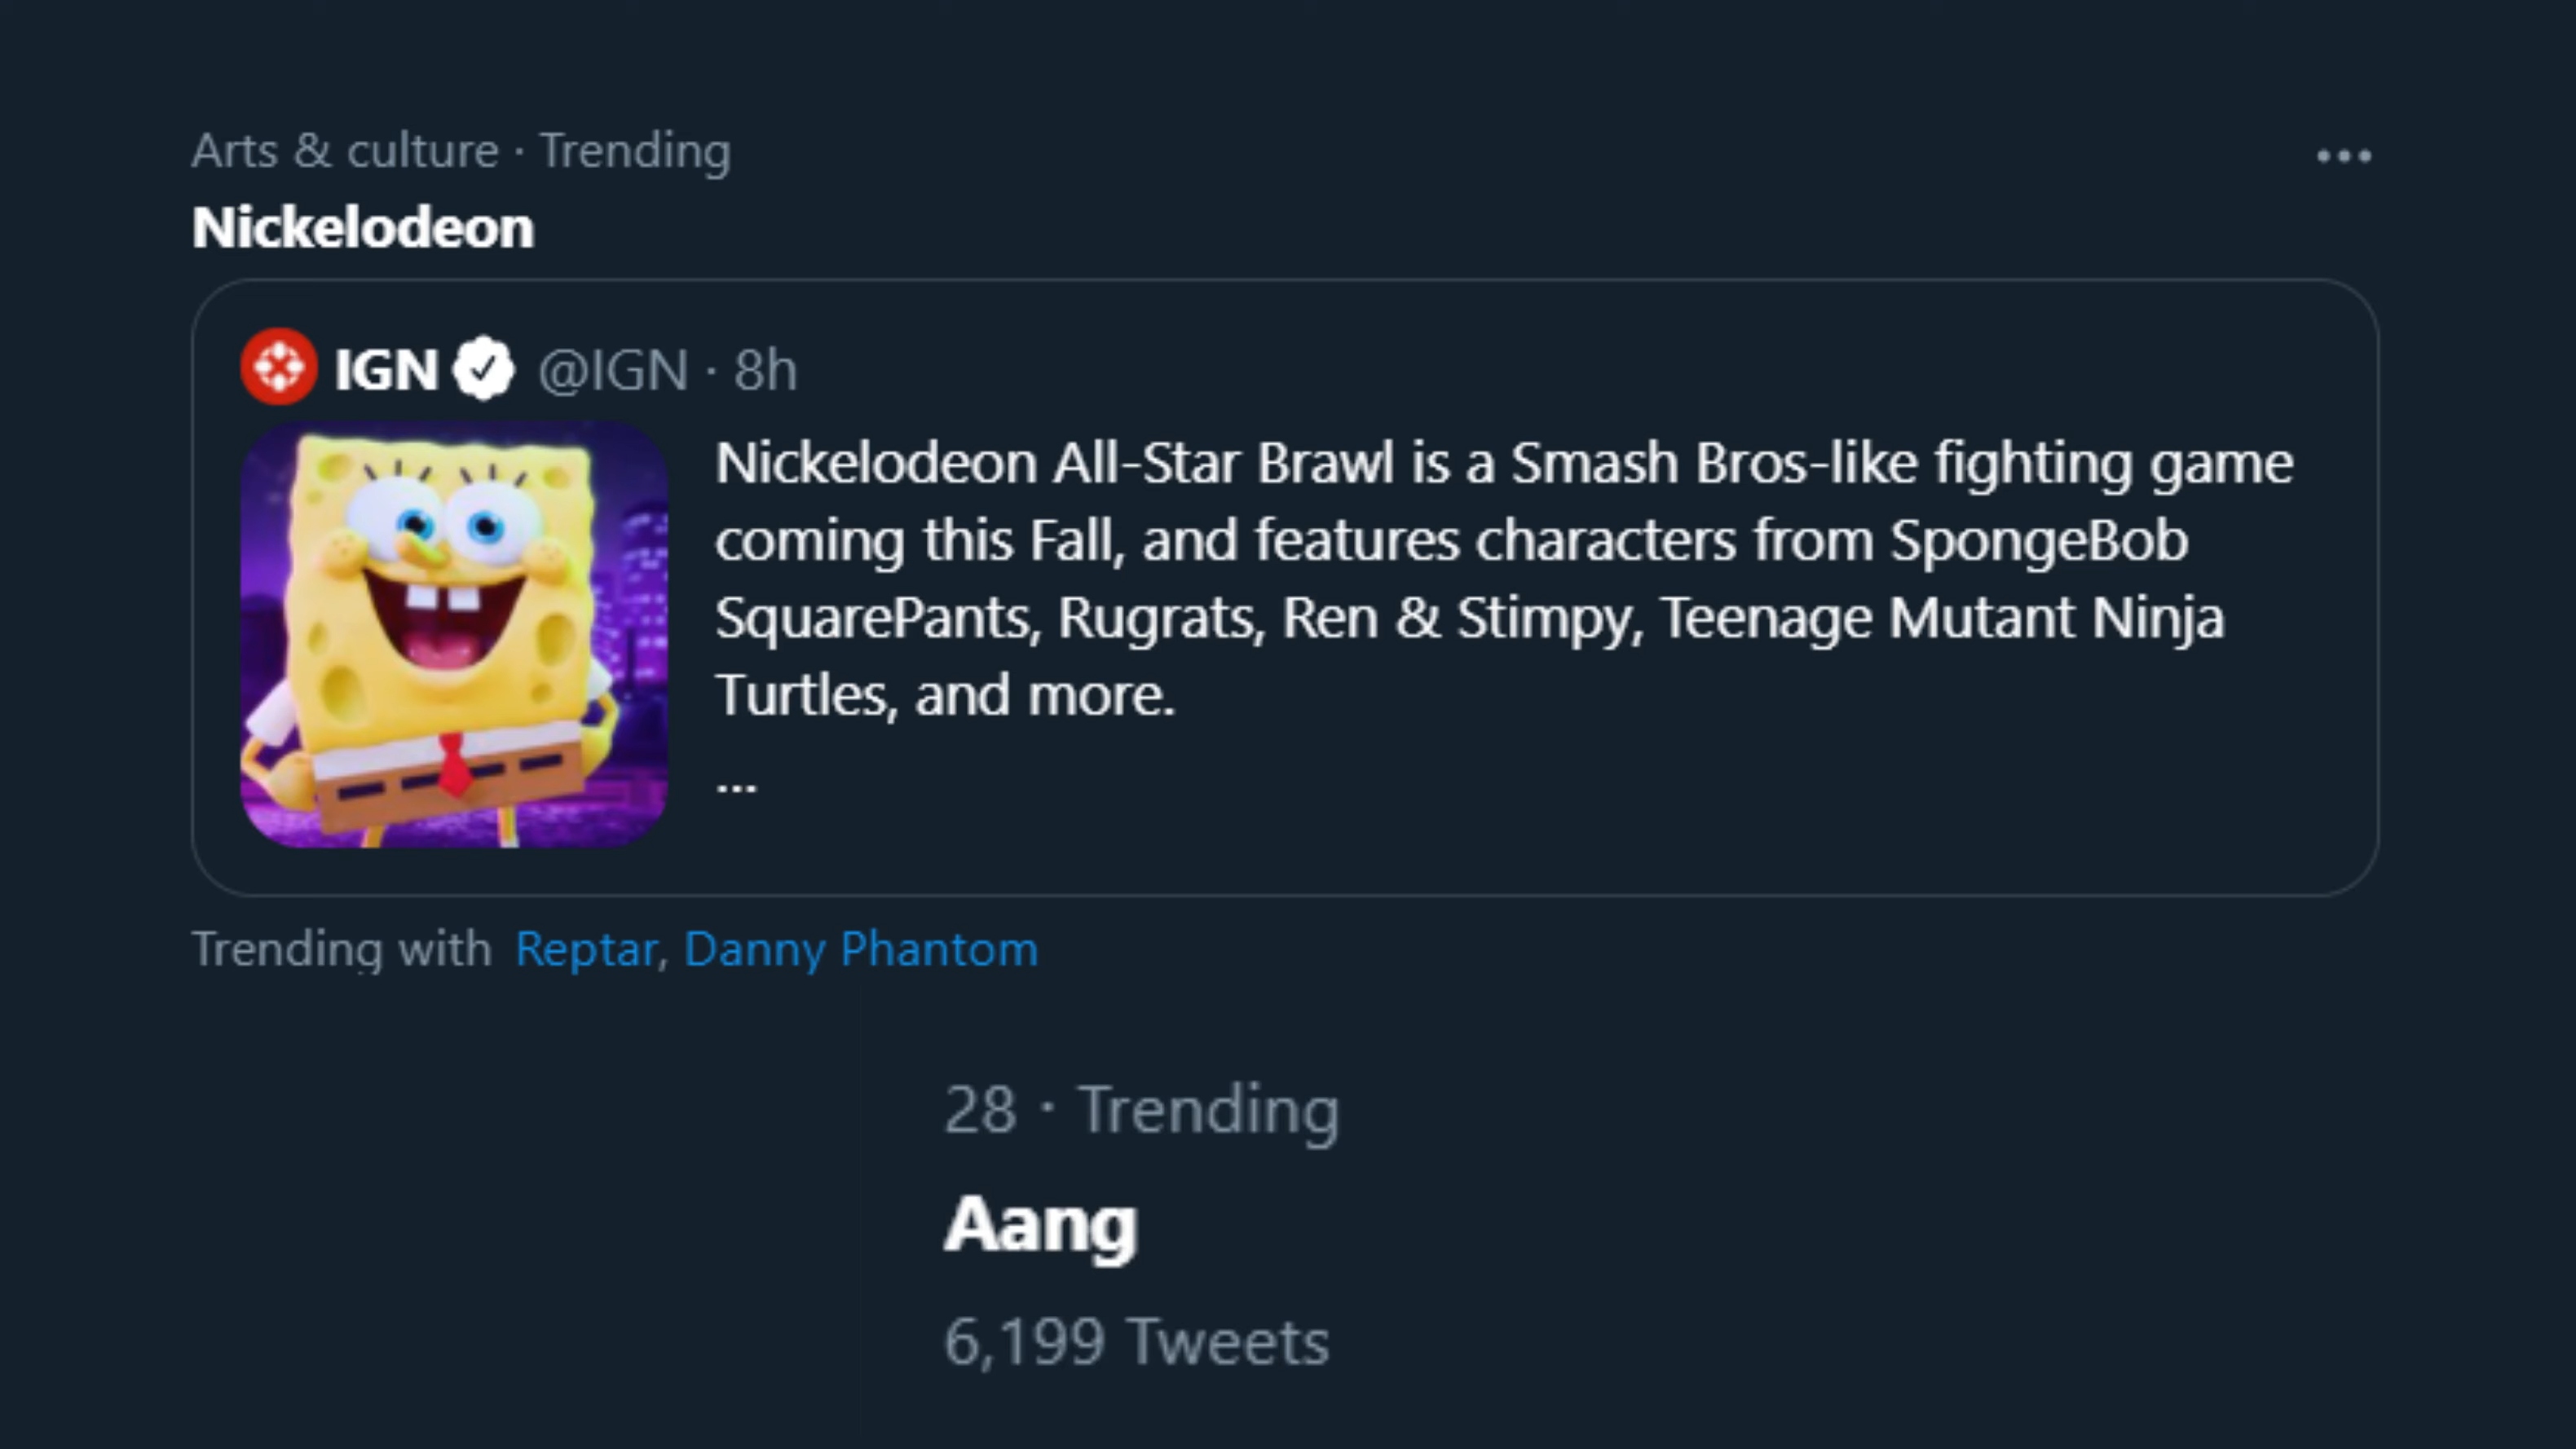 Arts & culture · Trending
Nickelodeon
IGN @IGN · 8h
Nickelodeon All-Star Brawl is a Smash Bros-like fighting game
coming this Fall, and features characters from SpongeBob
SquarePants, Rugrats, Ren & Stimpy, Teenage Mutant Ninja
Turtles, and more.
...
Trending with Reptar, Danny Phantom
28 · Trending
Aang
6,199 Tweets